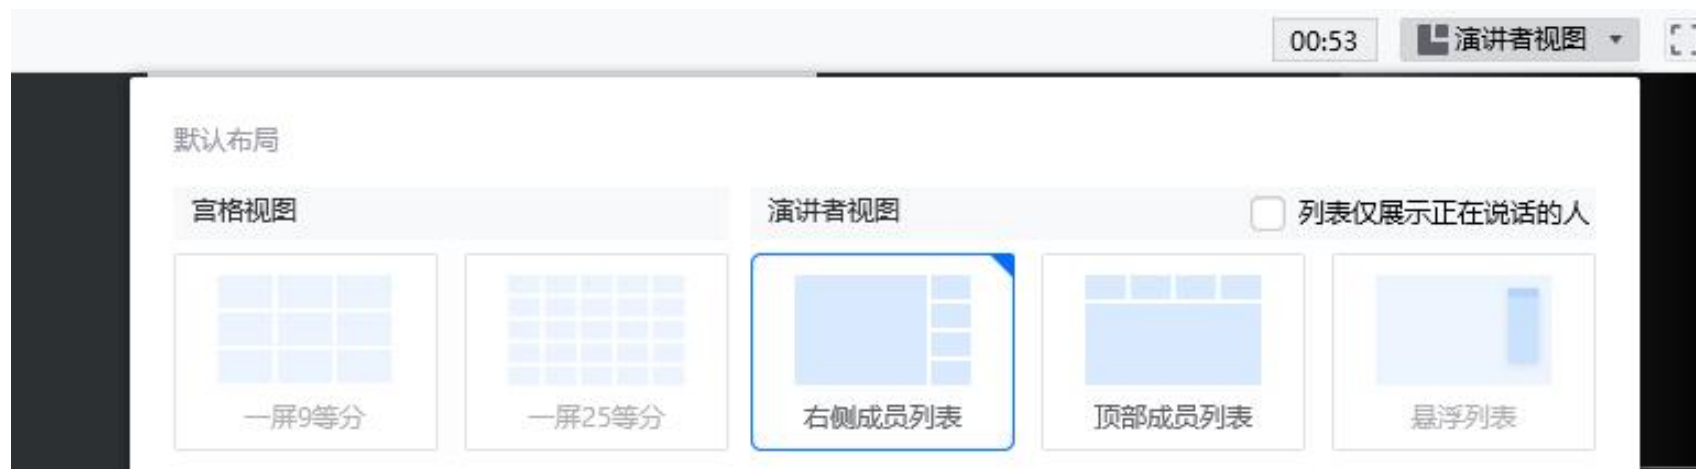 00:53 演讲者视图
默认布局
宫格视图 演讲者视图 列表仅展示正在说话的人
一屏9等分 一屏25等分 右侧成员列表 顶部成员列表 悬浮列表